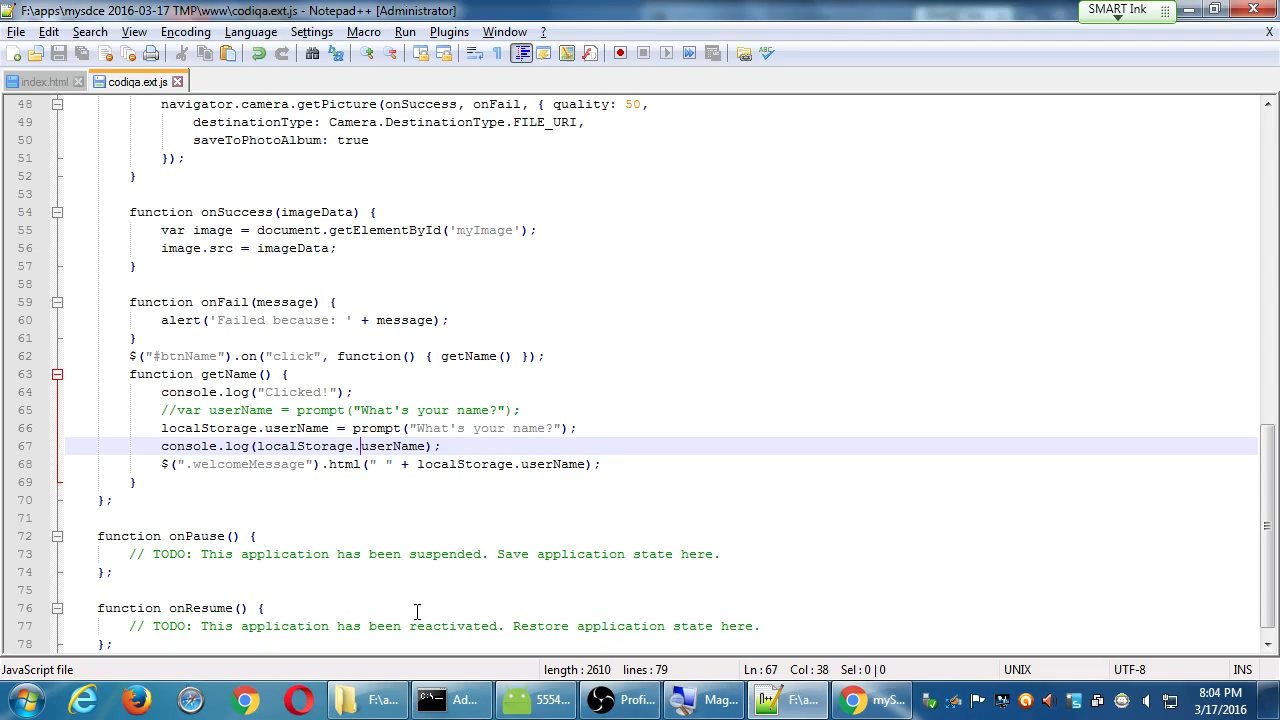 F:\apps\mysdce 2016-03-17 TMP\www\codiqa.ext.js - Notepad++ [Administrator]
SMART Ink
File Edit Search View Encoding Language Settings Macro Run Plugins Window ? X
index.html codiqa.ext.js
48 navigator.camera.getPicture(onSuccess, onFail, { quality: 50,
49 destinationType: Camera.DestinationType.FILE_URI,
50 saveToPhotoAlbum: true
51 });
52 }
53
54 function onSuccess(imageData) {
55 var image = document.getElementById('myImage');
56 image.src = imageData;
57 }
58
59 function onFail(message) {
60 alert('Failed because: ' + message);
61 }
62 $("#btnName").on("click", function() { getName() });
63 function getName() {
64 console.log("Clicked!");
65 //var userName = prompt("What's your name?");
66 localStorage.userName = prompt("What's your name?");
67 console.log(localStorage.userName);
68 $(".welcomeMessage").html(" " + localStorage.userName);
69 }
70 };
71
72 function onPause() {
73 // TODO: This application has been suspended. Save application state here.
74 };
75
76 function onResume() {
77 // TODO: This application has been reactivated. Restore application state here.
78 };
JavaScript file length : 2610 lines : 79 Ln : 67 Col : 38 Sel : 0 | 0 UNIX UTF-8 INS
F:\a... Ad... 5554... Profi... Mag... F:\a... myS... 8:04 PM
3/17/2016